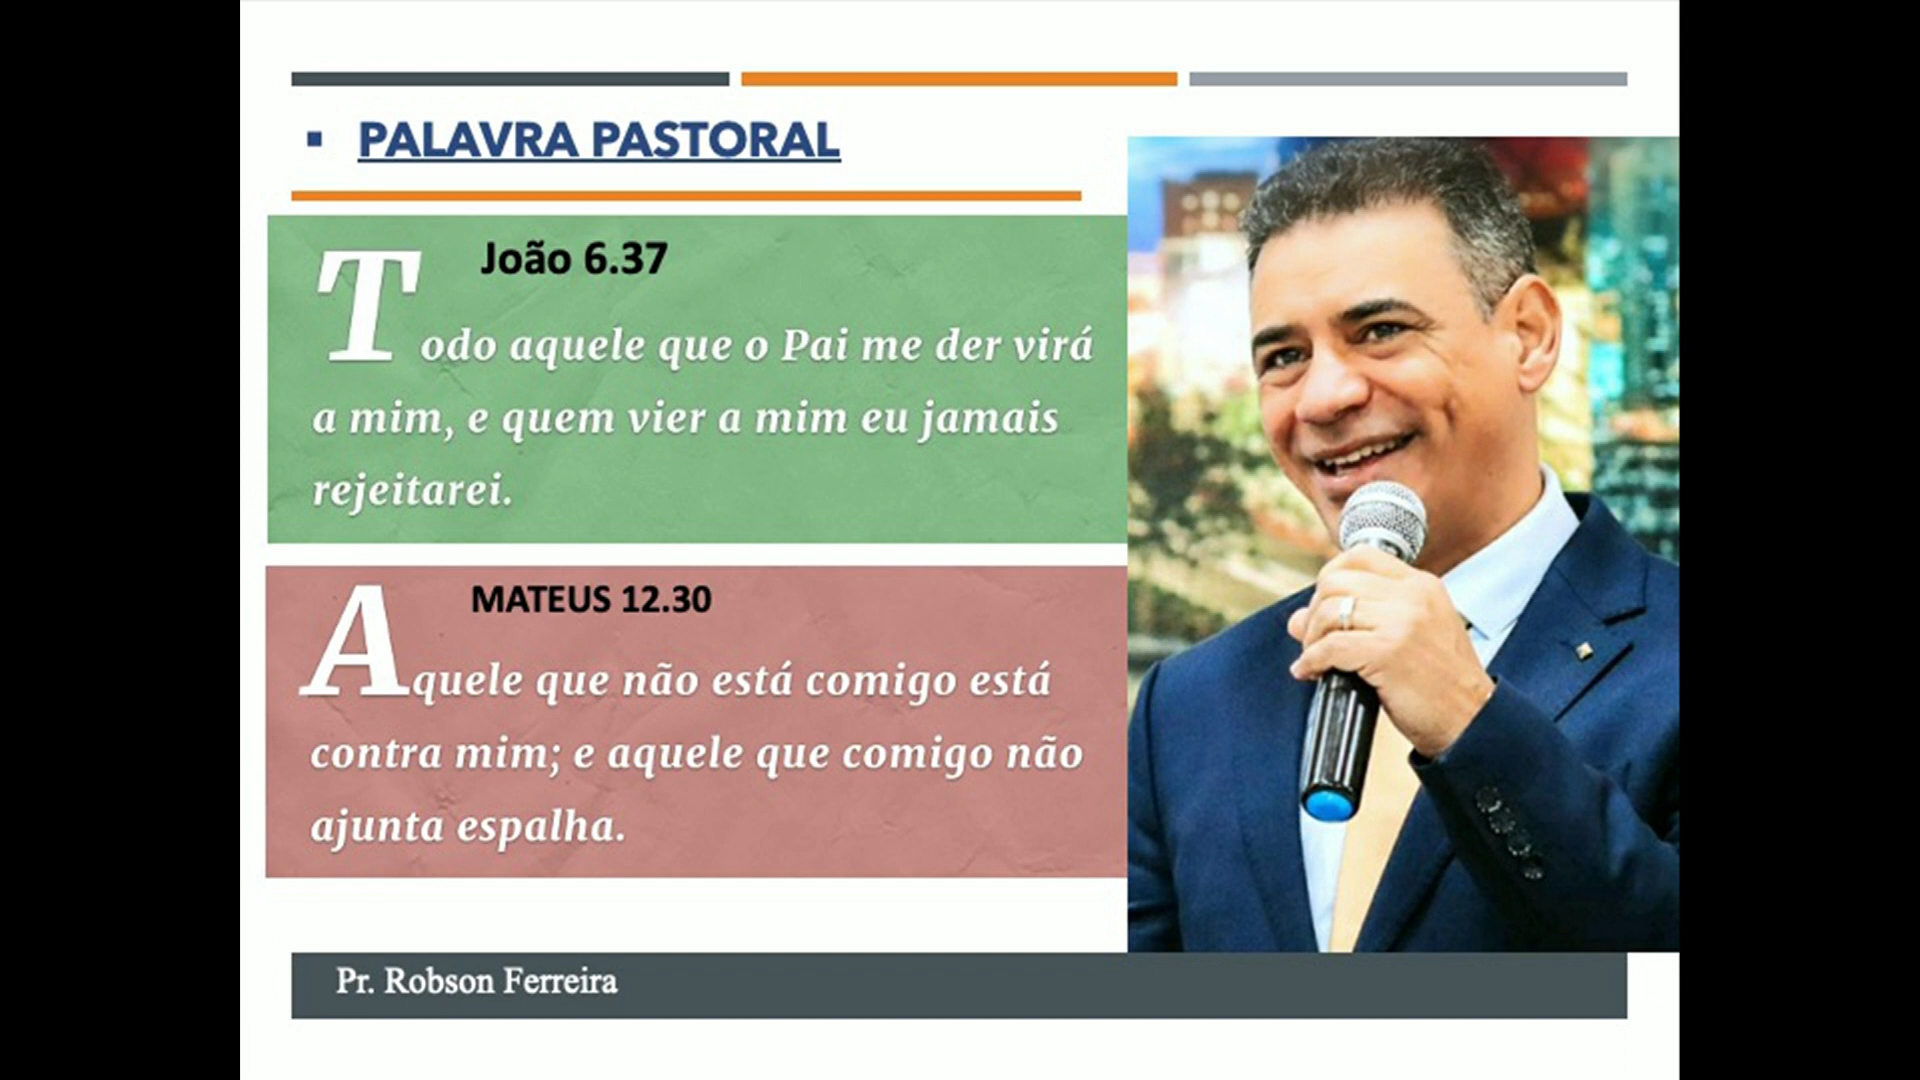 PALAVRA PASTORAL
João 6.37
Todo aquele que o Pai me der virá
a mim, e quem vier a mim eu jamais
rejeitarei.
MATEUS 12.30
Aquele que não está comigo está
contra mim; e aquele que comigo não
ajunta espalha.
Pr. Robson Ferreira